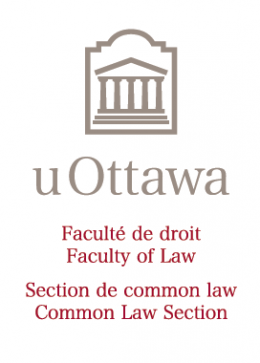 uOttawa
Faculté de droit
Faculty of Law
Section de common law
Common Law Section